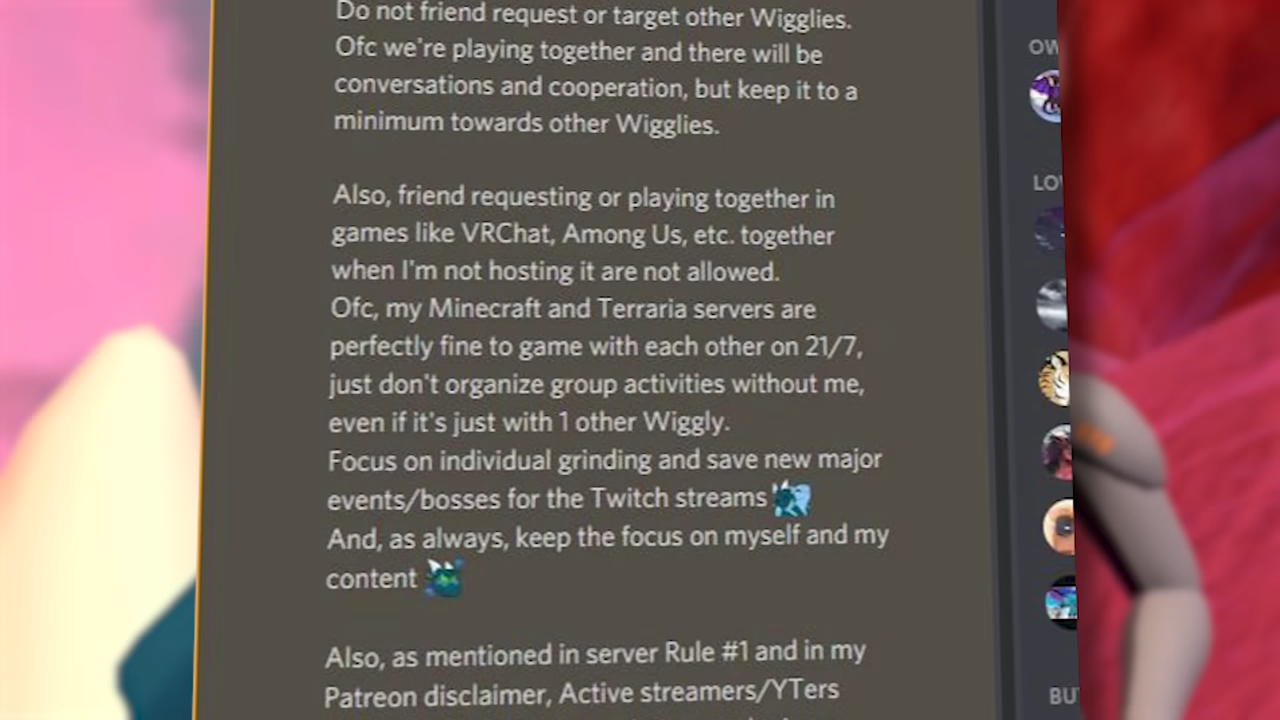 Do not friend request or target other Wigglies.
Ofc we're playing together and there will be
conversations and cooperation, but keep it to a
minimum towards other Wigglies.
Also, friend requesting or playing together in
games like VRChat, Among Us, etc. together
when I'm not hosting it are not allowed.
Ofc, my Minecraft and Terraria servers are
perfectly fine to game with each other on 21/7,
just don't organize group activities without me,
even if it's just with 1 other Wiggly.
Focus on individual grinding and save new major
events/bosses for the Twitch streams
And, as always, keep the focus on myself and my
content
Also, as mentioned in server Rule #1 and in my
Patreon disclaimer, Active streamers/YTers
OW
LO
BU